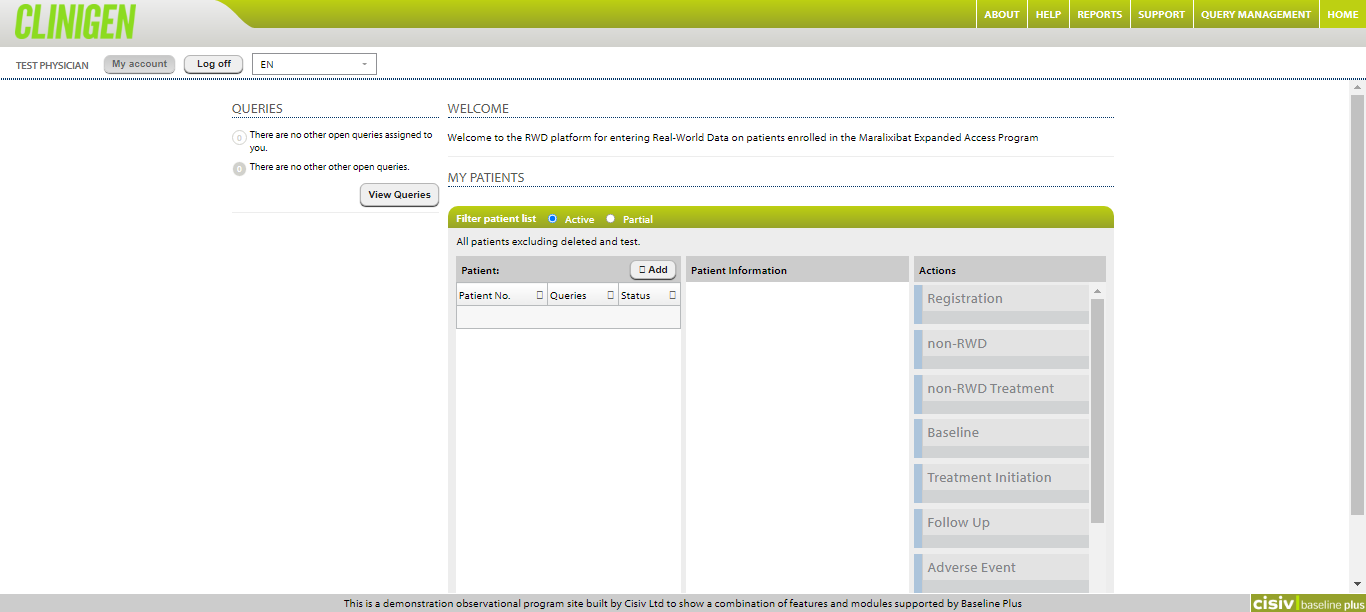 CLINIGEN
ABOUT HELP REPORTS SUPPORT QUERY MANAGEMENT HOME
TEST PHYSICIAN My account Log off EN
QUERIES
0 There are no other open queries assigned to
you.
0 There are no other other open queries.
View Queries
WELCOME
Welcome to the RWD platform for entering Real-World Data on patients enrolled in the Maralixibat Expanded Access Program
MY PATIENTS
Filter patient list Active Partial
All patients excluding deleted and test.
Patient: Add
Patient No. Queries Status
Patient Information
Actions
Registration
non-RWD
non-RWD Treatment
Baseline
Treatment Initiation
Follow Up
Adverse Event
This is a demonstration observational program site built by Cisiv Ltd to show a combination of features and modules supported by Baseline Plus
cisiv baseline plus